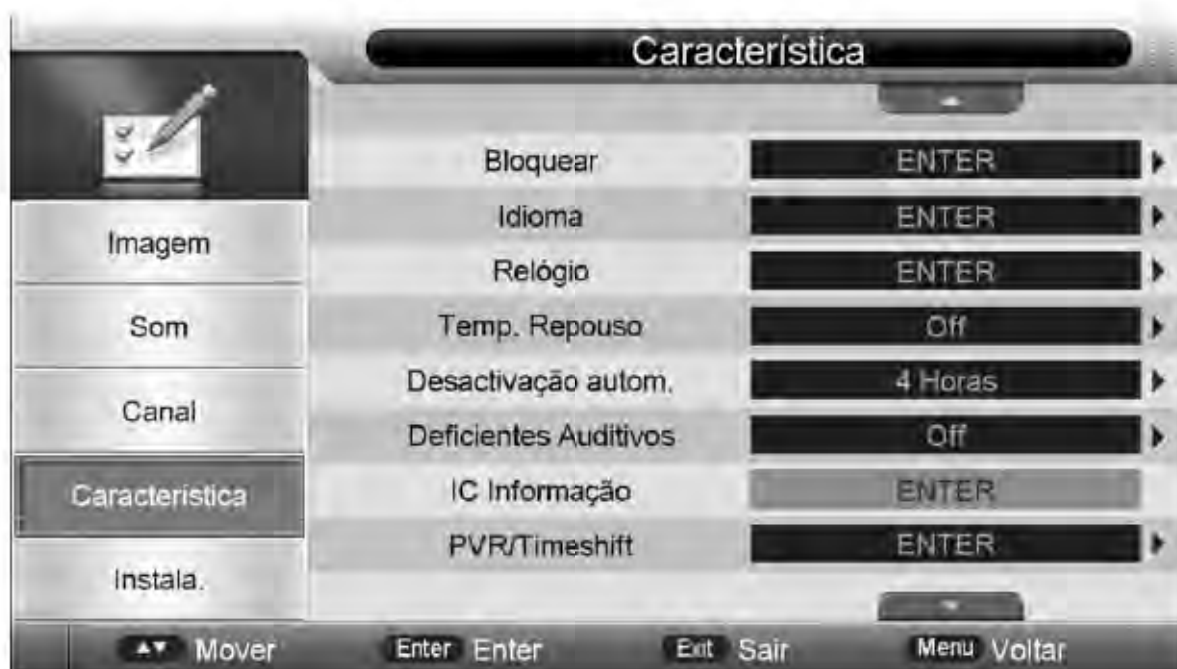 Característica
Imagem
Som
Canal
Característica
Instala.
Bloquear ENTER
Idioma ENTER
Relógio ENTER
Temp. Repouso Off
Desactivação autom. 4 Horas
Deficientes Auditivos Off
IC Informação ENTER
PVR/Timeshift ENTER
Mover Enter Enter Exit Sair Menu Voltar